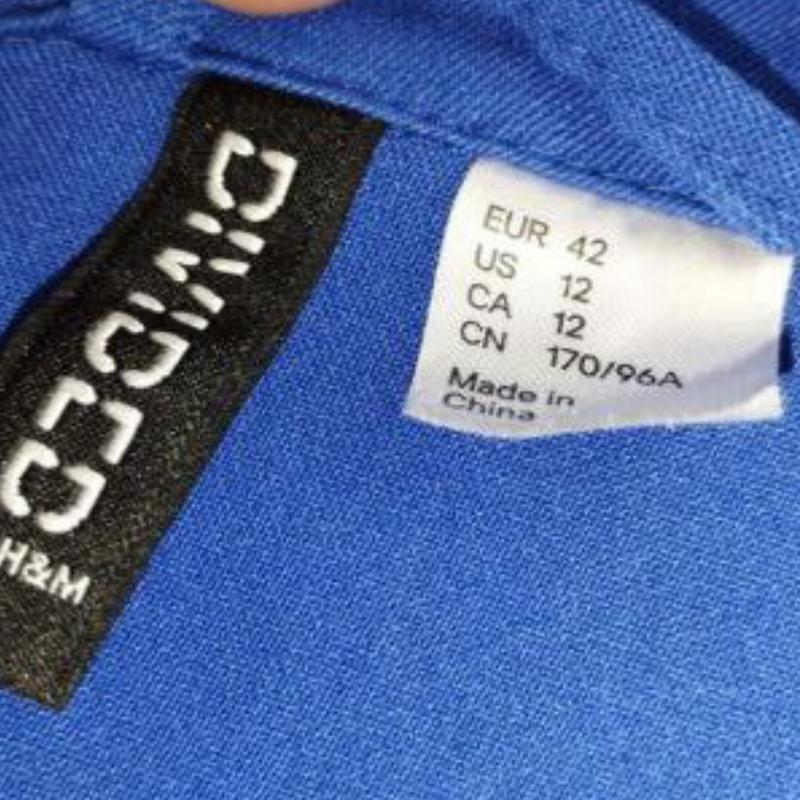 DIVIDED
H&M
EUR 42
US 12
CA 12
CN 170/96A
Made in
China